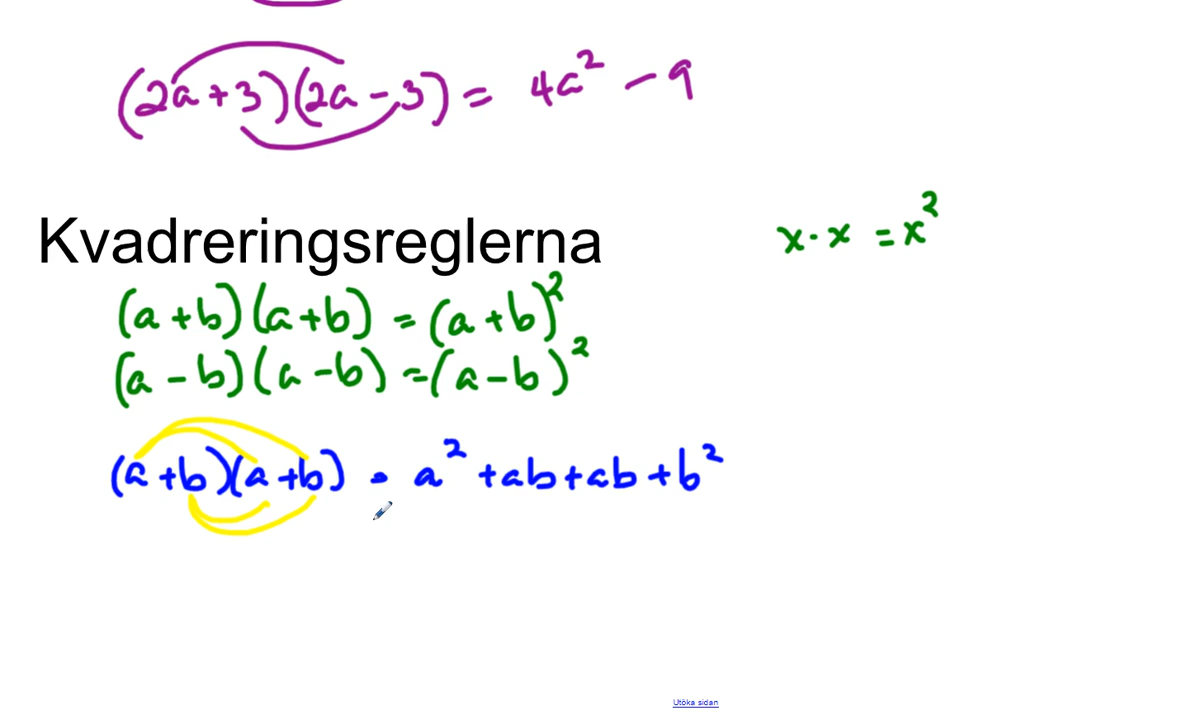 (2a+3)(2a-3) = 4a² - 9
Kvadreringsreglerna
x·x = x²
(a+b)(a+b) = (a+b)²
(a-b)(a-b) = (a-b)²
(a+b)(a+b) = a² + ab + ab + b²
Utöka sidan